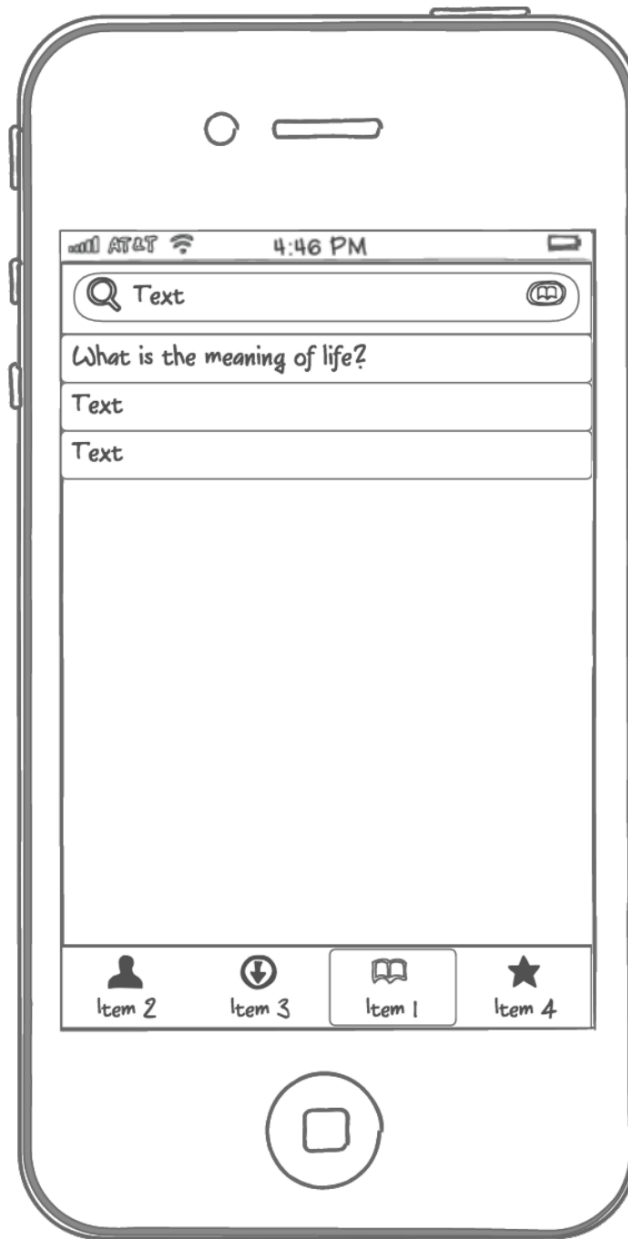 AT&T 4:46 PM
Text
What is the meaning of life?
Text
Text
Item 2 Item 3 Item 1 Item 4